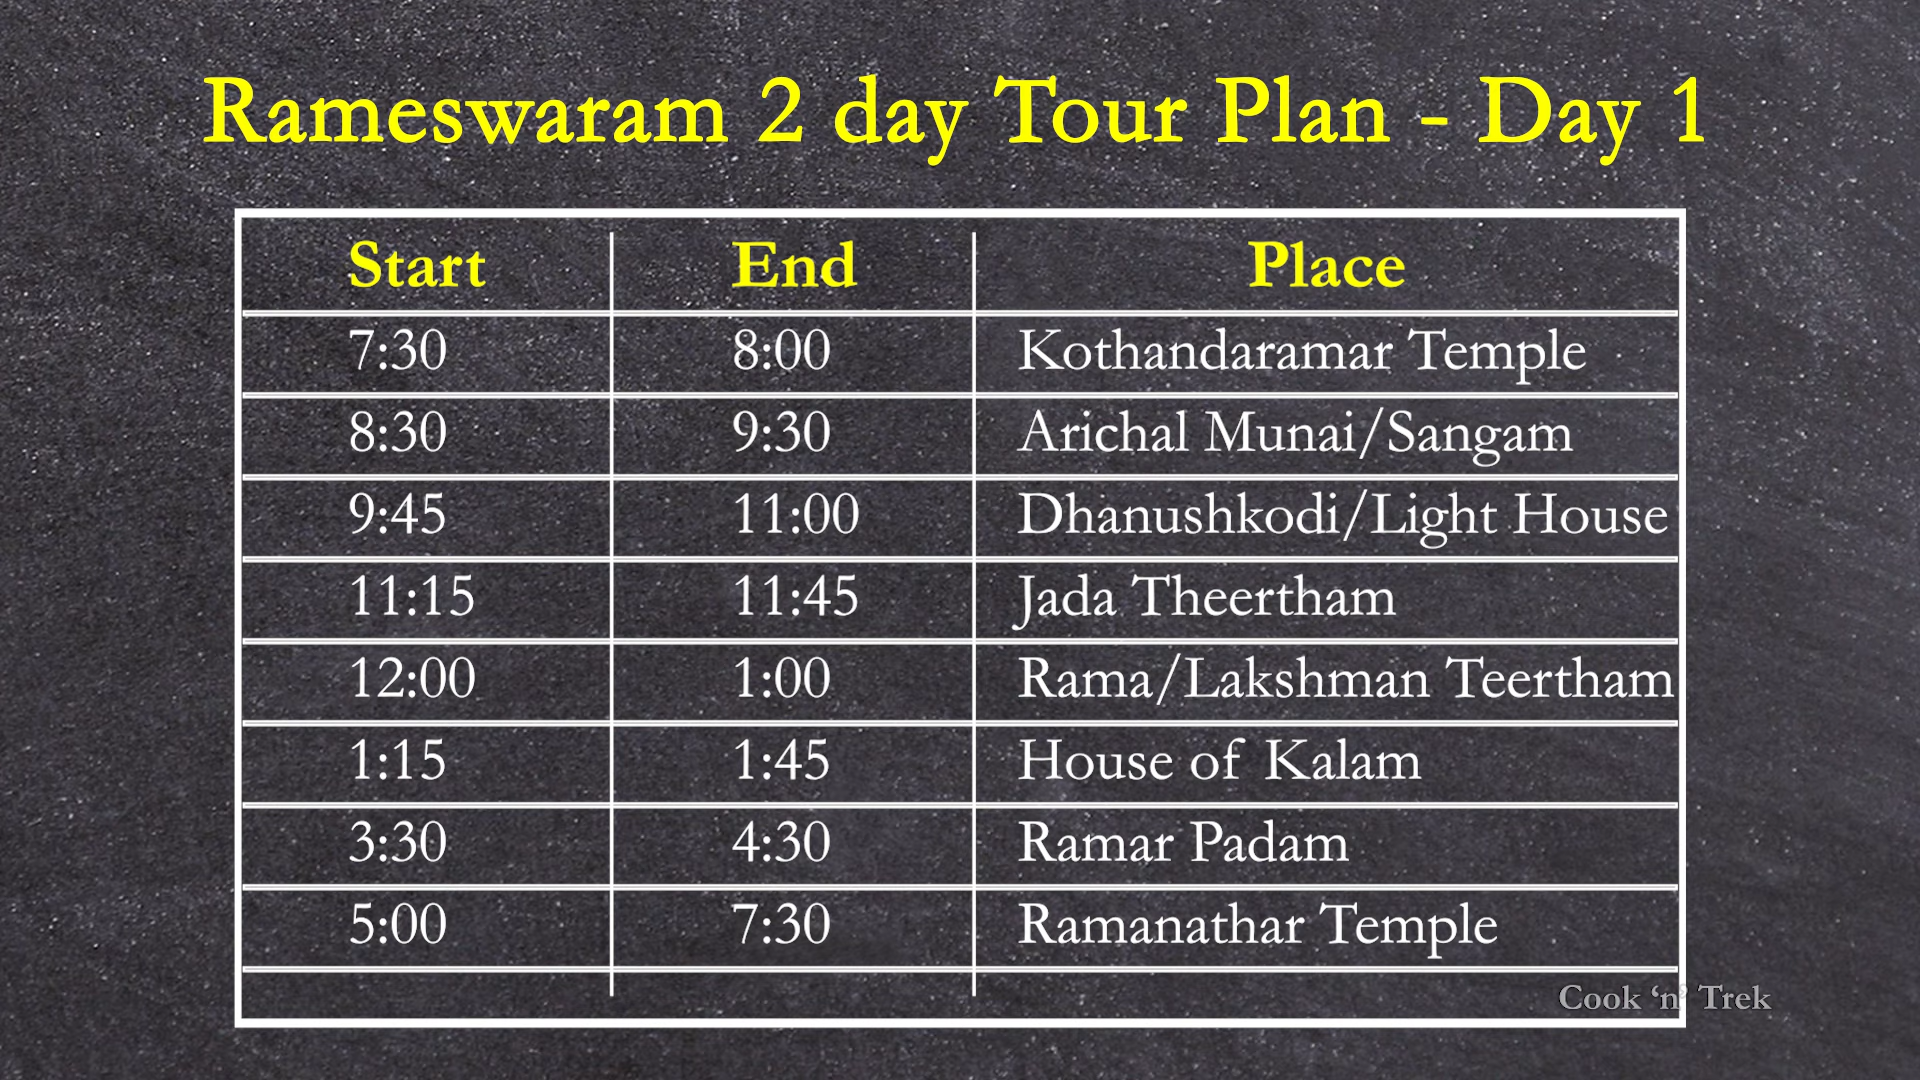 Rameswaram 2 day Tour Plan - Day 1
Start End Place
7:30 8:00 Kothandaramar Temple
8:30 9:30 Arichal Munai/Sangam
9:45 11:00 Dhanushkodi/Light House
11:15 11:45 Jada Theertham
12:00 1:00 Rama/Lakshman Teertham
1:15 1:45 House of Kalam
3:30 4:30 Ramar Padam
5:00 7:30 Ramanathar Temple
Cook ‘n’ Trek